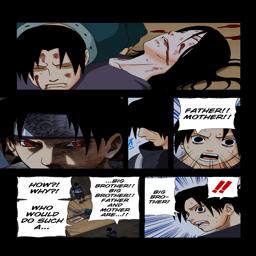 FATHER!!
MOTHER!!
!!
BIG
BRO-
THER!
...BIG
BROTHER!!
BIG
BROTHER!!
FATHER
AND
MOTHER
ARE...!!
HOW?!
WHY?!
WHO
WOULD
DO SUCH
A...